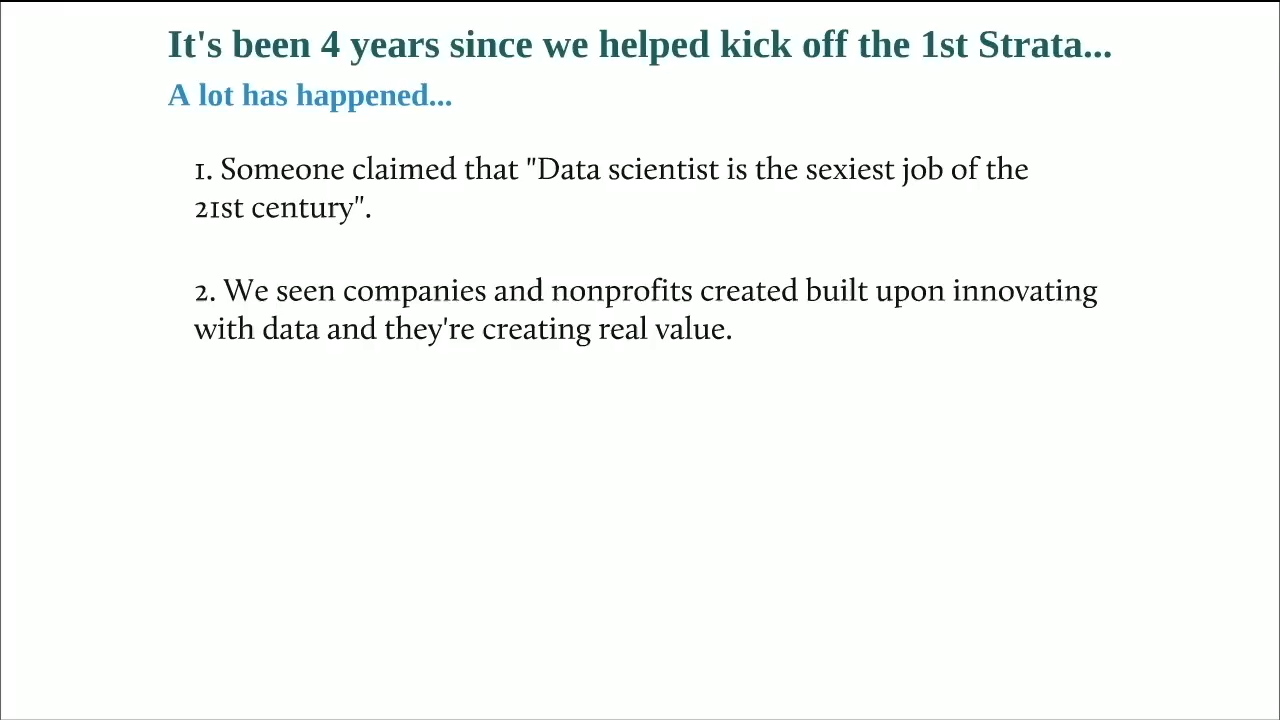 It's been 4 years since we helped kick off the 1st Strata...
A lot has happened...
1. Someone claimed that "Data scientist is the sexiest job of the
21st century".
2. We seen companies and nonprofits created built upon innovating
with data and they're creating real value.